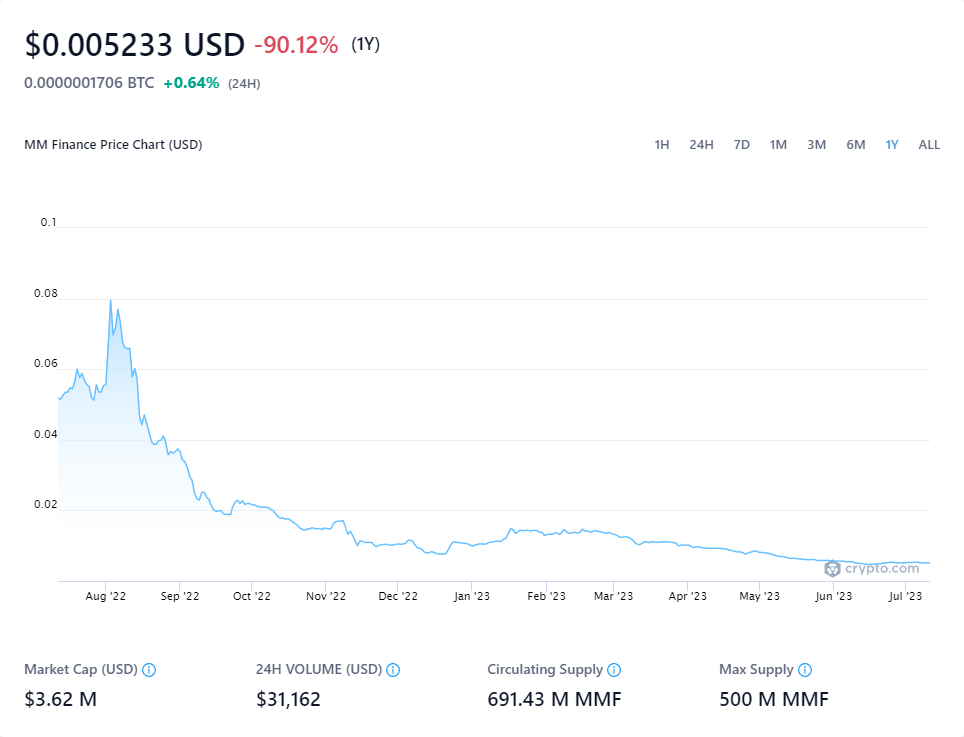 $0.005233 USD -90.12% (1Y)
0.0000001706 BTC +0.64% (24H)
MM Finance Price Chart (USD) 1H 24H 7D 1M 3M 6M 1Y ALL
0.1
0.08
0.06
0.04
0.02
crypto.com
Aug '22 Sep '22 Oct '22 Nov '22 Dec '22 Jan '23 Feb '23 Mar '23 Apr '23 May '23 Jun '23 Jul '23
Market Cap (USD) 24H VOLUME (USD) Circulating Supply Max Supply
$3.62 M $31,162 691.43 M MMF 500 M MMF